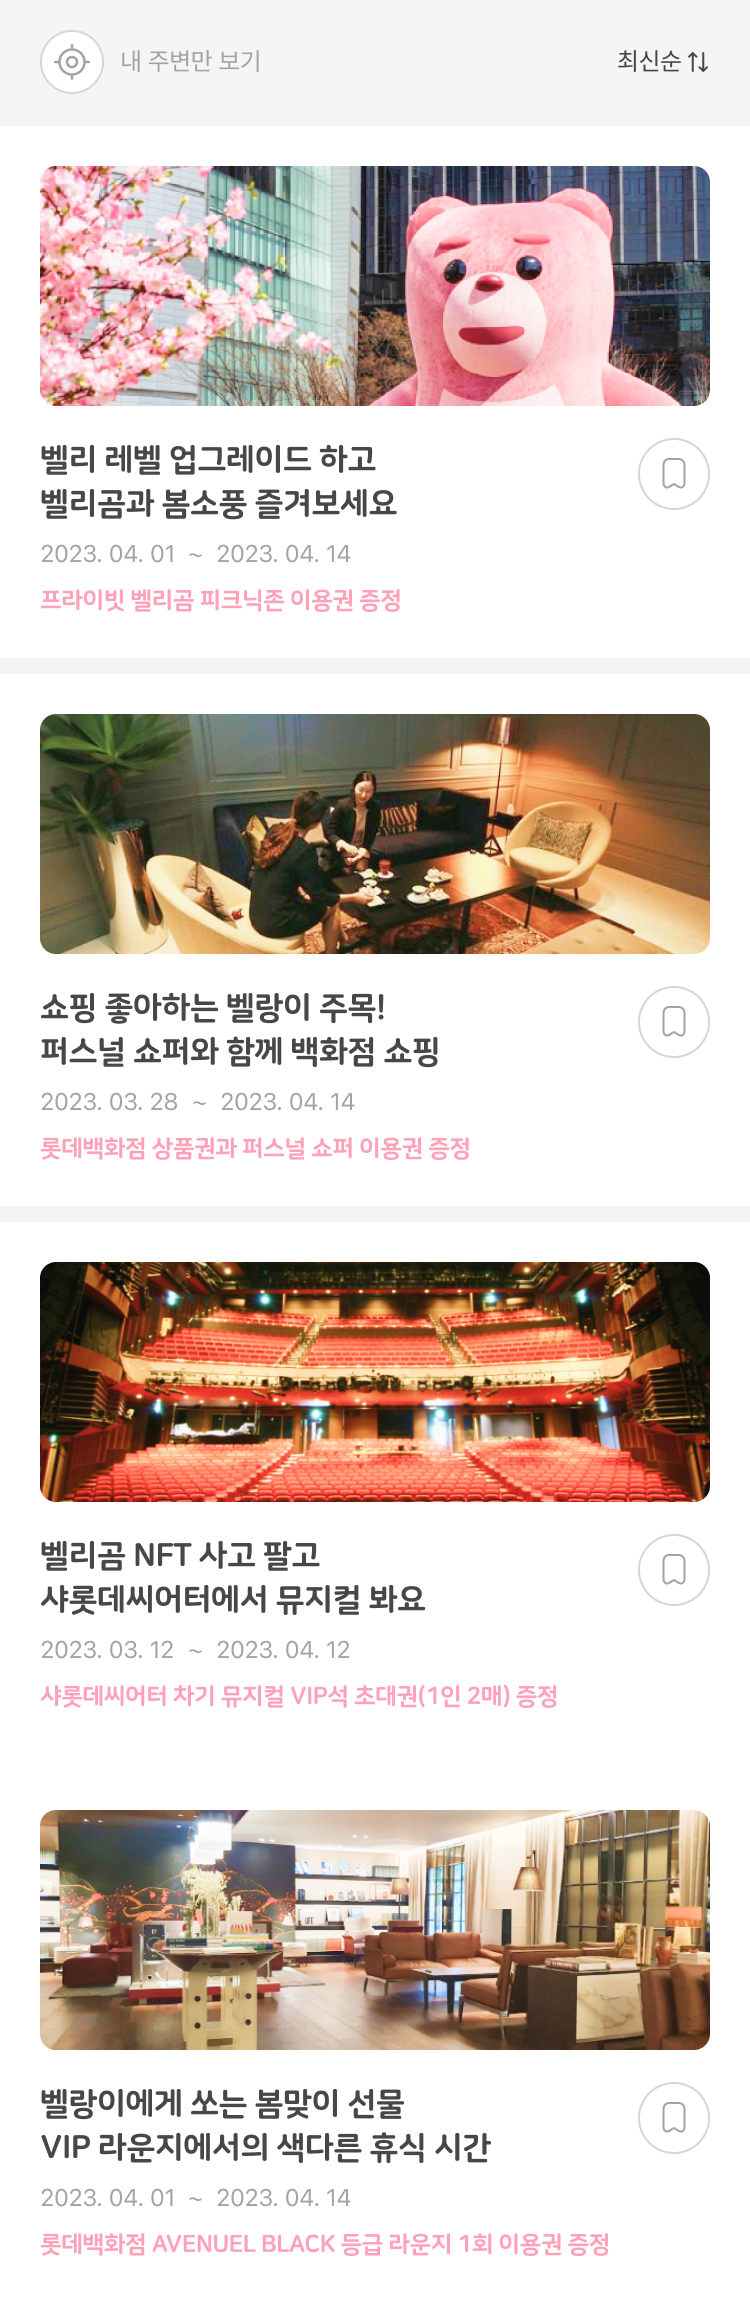 내 주변만 보기
최신순
벨리 레벨 업그레이드 하고
벨리곰과 봄소풍 즐겨보세요
2023. 04. 01 ~ 2023. 04. 14
프라이빗 벨리곰 피크닉존 이용권 증정
쇼핑 좋아하는 벨랑이 주목!
퍼스널 쇼퍼와 함께 백화점 쇼핑
2023. 03. 28 ~ 2023. 04. 14
롯데백화점 상품권과 퍼스널 쇼퍼 이용권 증정
벨리곰 NFT 사고 팔고
샤롯데씨어터에서 뮤지컬 봐요
2023. 03. 12 ~ 2023. 04. 12
샤롯데씨어터 차기 뮤지컬 VIP석 초대권(1인 2매) 증정
벨랑이에게 쏘는 봄맞이 선물
VIP 라운지에서의 색다른 휴식 시간
2023. 04. 01 ~ 2023. 04. 14
롯데백화점 AVENUEL BLACK 등급 라운지 1회 이용권 증정